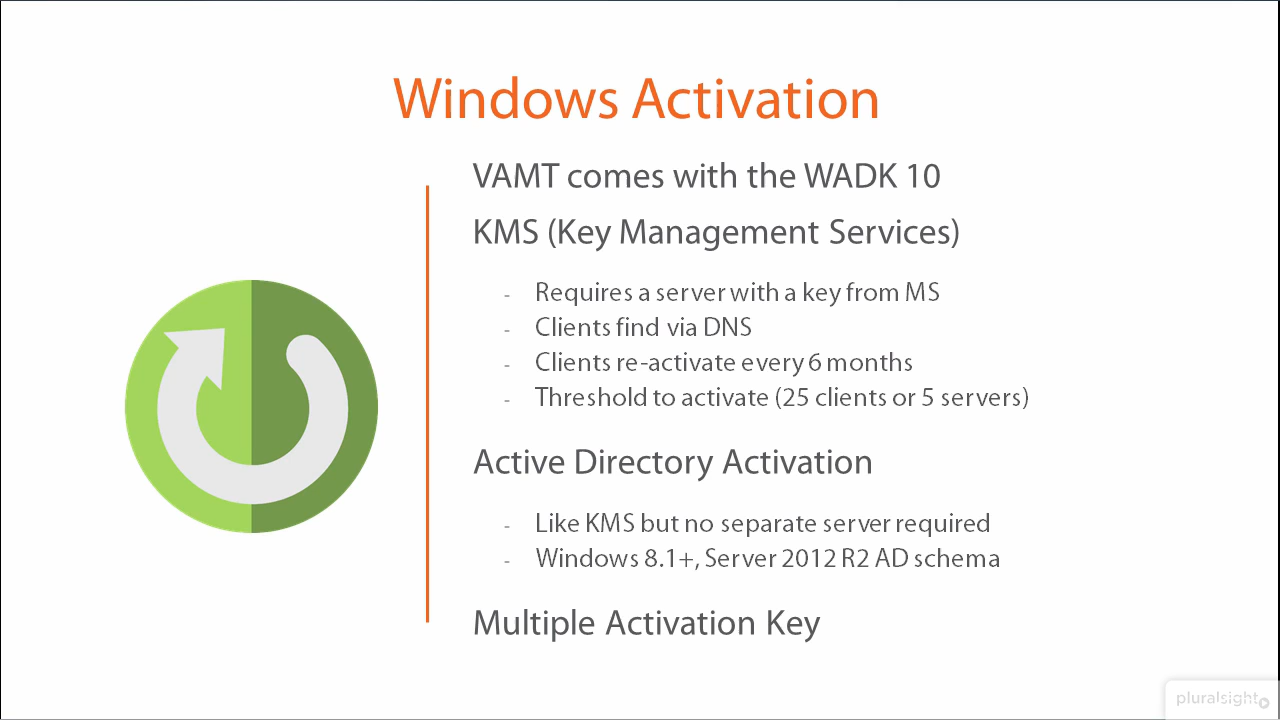 Windows Activation
VAMT comes with the WADK 10
KMS (Key Management Services)
- Requires a server with a key from MS
- Clients find via DNS
- Clients re-activate every 6 months
- Threshold to activate (25 clients or 5 servers)
Active Directory Activation
- Like KMS but no separate server required
- Windows 8.1+, Server 2012 R2 AD schema
Multiple Activation Key
pluralsight